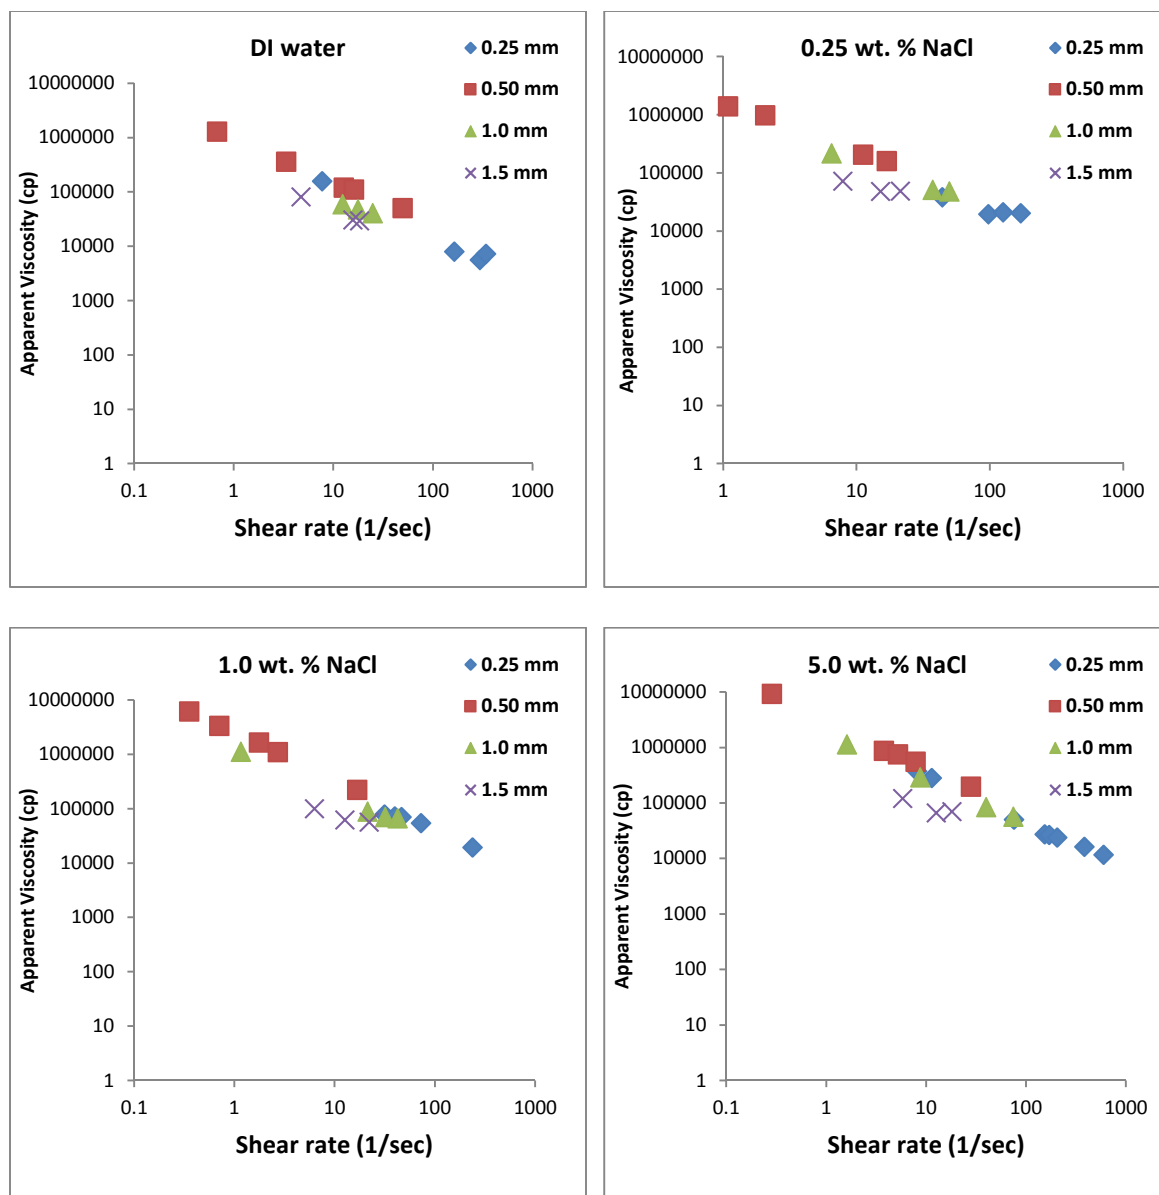 DI water
0.25 mm
0.50 mm
1.0 mm
1.5 mm
10000000
1000000
100000
10000
1000
100
10
1
0.1 1 10 100 1000
Apparent Viscosity (cp)
Shear rate (1/sec)
0.25 wt. % NaCl
0.25 mm
0.50 mm
1.0 mm
1.5 mm
10000000
1000000
100000
10000
1000
100
10
1
1 10 100 1000
Apparent Viscosity (cp)
Shear rate (1/sec)
1.0 wt. % NaCl
0.25 mm
0.50 mm
1.0 mm
1.5 mm
10000000
1000000
100000
10000
1000
100
10
1
0.1 1 10 100 1000
Apparent Viscosity (cp)
Shear rate (1/sec)
5.0 wt. % NaCl
0.25 mm
0.50 mm
1.0 mm
1.5 mm
10000000
1000000
100000
10000
1000
100
10
1
0.1 1 10 100 1000
Apparent Viscosity (cp)
Shear rate (1/sec)